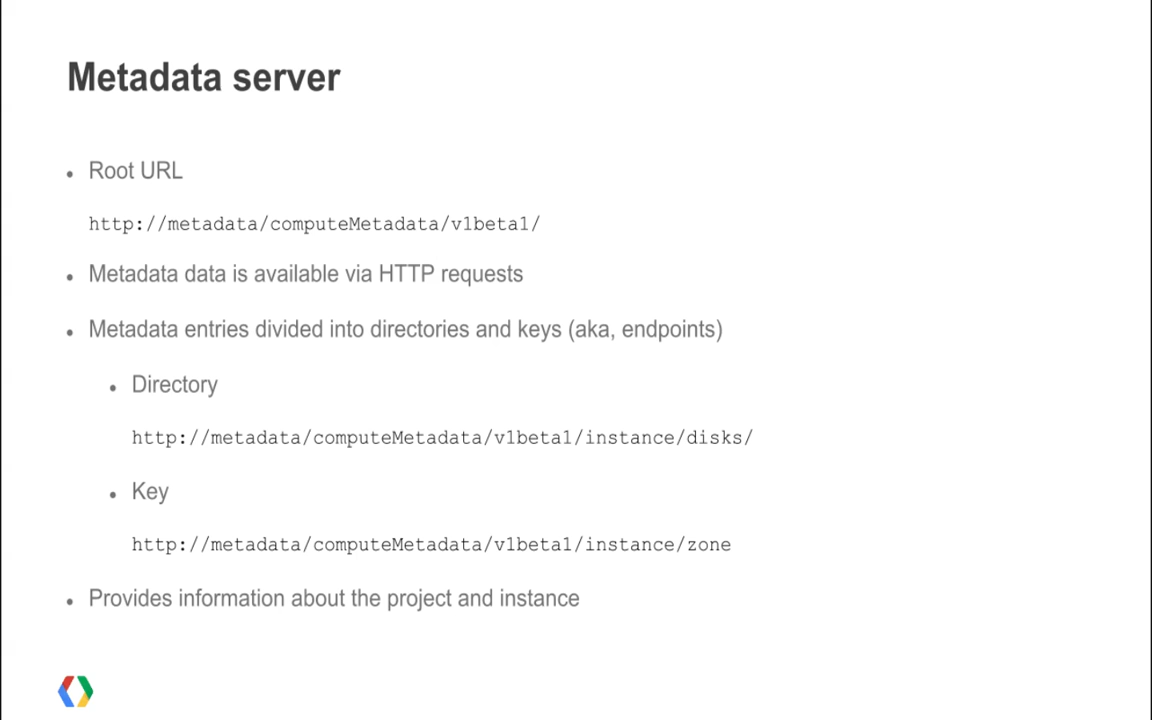 Metadata server
• Root URL
http://metadata/computeMetadata/v1beta1/
• Metadata data is available via HTTP requests
• Metadata entries divided into directories and keys (aka, endpoints)
• Directory
http://metadata/computeMetadata/v1beta1/instance/disks/
• Key
http://metadata/computeMetadata/v1beta1/instance/zone
• Provides information about the project and instance